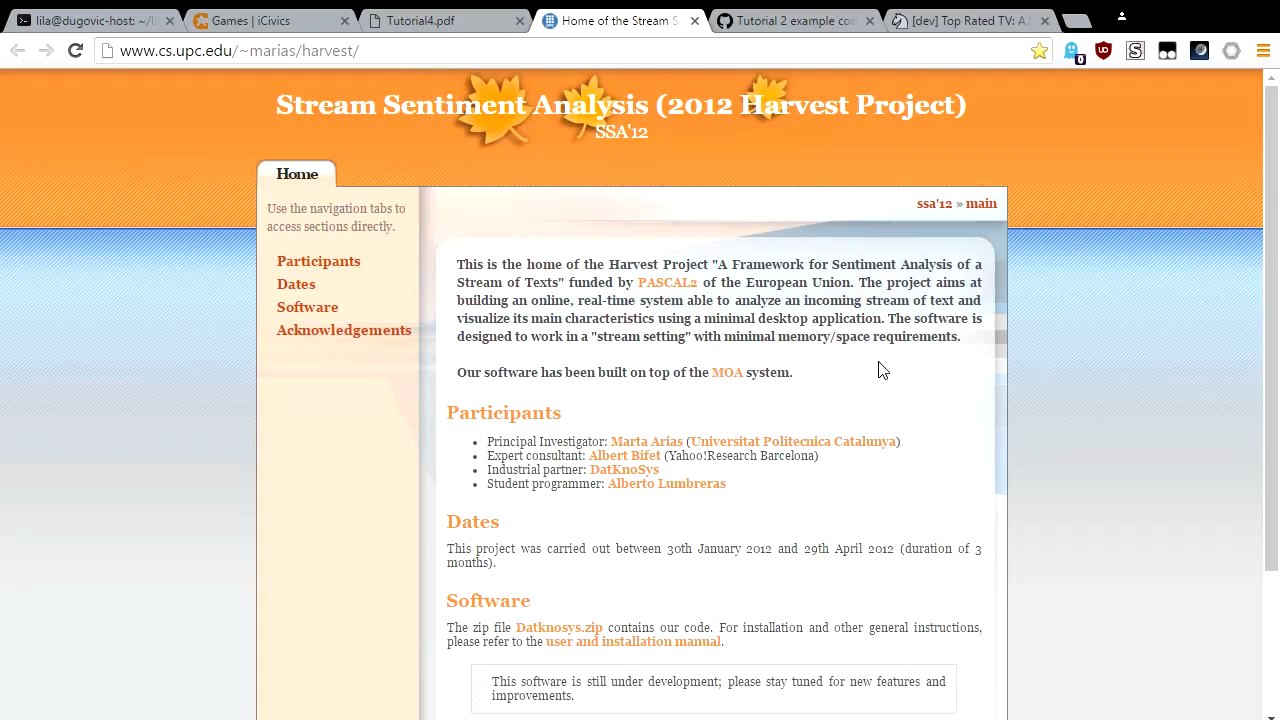 lila@dugovic-host: ~/li
Games | iCivics
Tutorial4.pdf
Home of the Stream S
Tutorial 2 example cod
[dev] Top Rated TV: A.I
www.cs.upc.edu/~marias/harvest/
0
Stream Sentiment Analysis (2012 Harvest Project)
SSA'12
Home
Use the navigation tabs to
access sections directly.
Participants
Dates
Software
Acknowledgements
ssa'12 » main
This is the home of the Harvest Project "A Framework for Sentiment Analysis of a
Stream of Texts" funded by PASCAL2 of the European Union. The project aims at
building an online, real-time system able to analyze an incoming stream of text and
visualize its main characteristics using a minimal desktop application. The software is
designed to work in a "stream setting" with minimal memory/space requirements.
Our software has been built on top of the MOA system.
Participants
• Principal Investigator: Marta Arias (Universitat Politecnica Catalunya)
• Expert consultant: Albert Bifet (Yahoo!Research Barcelona)
• Industrial partner: DatKnoSys
• Student programmer: Alberto Lumbreras
Dates
This project was carried out between 30th January 2012 and 29th April 2012 (duration of 3
months).
Software
The zip file Datknosys.zip contains our code. For installation and other general instructions,
please refer to the user and installation manual.
This software is still under development; please stay tuned for new features and
improvements.